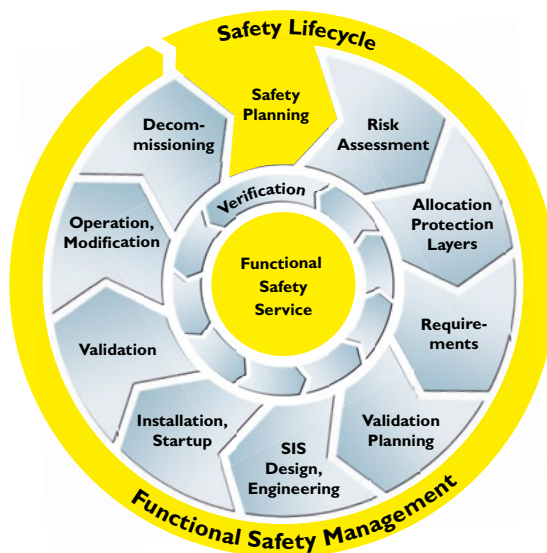 Safety Lifecycle
Safety
Planning
Risk
Assessment
Allocation
Protection
Layers
Require-
ments
Validation
Planning
SIS
Design,
Engineering
Installation,
Startup
Validation
Operation,
Modification
Decom-
missioning
Verification
Functional
Safety
Service
Functional Safety Management